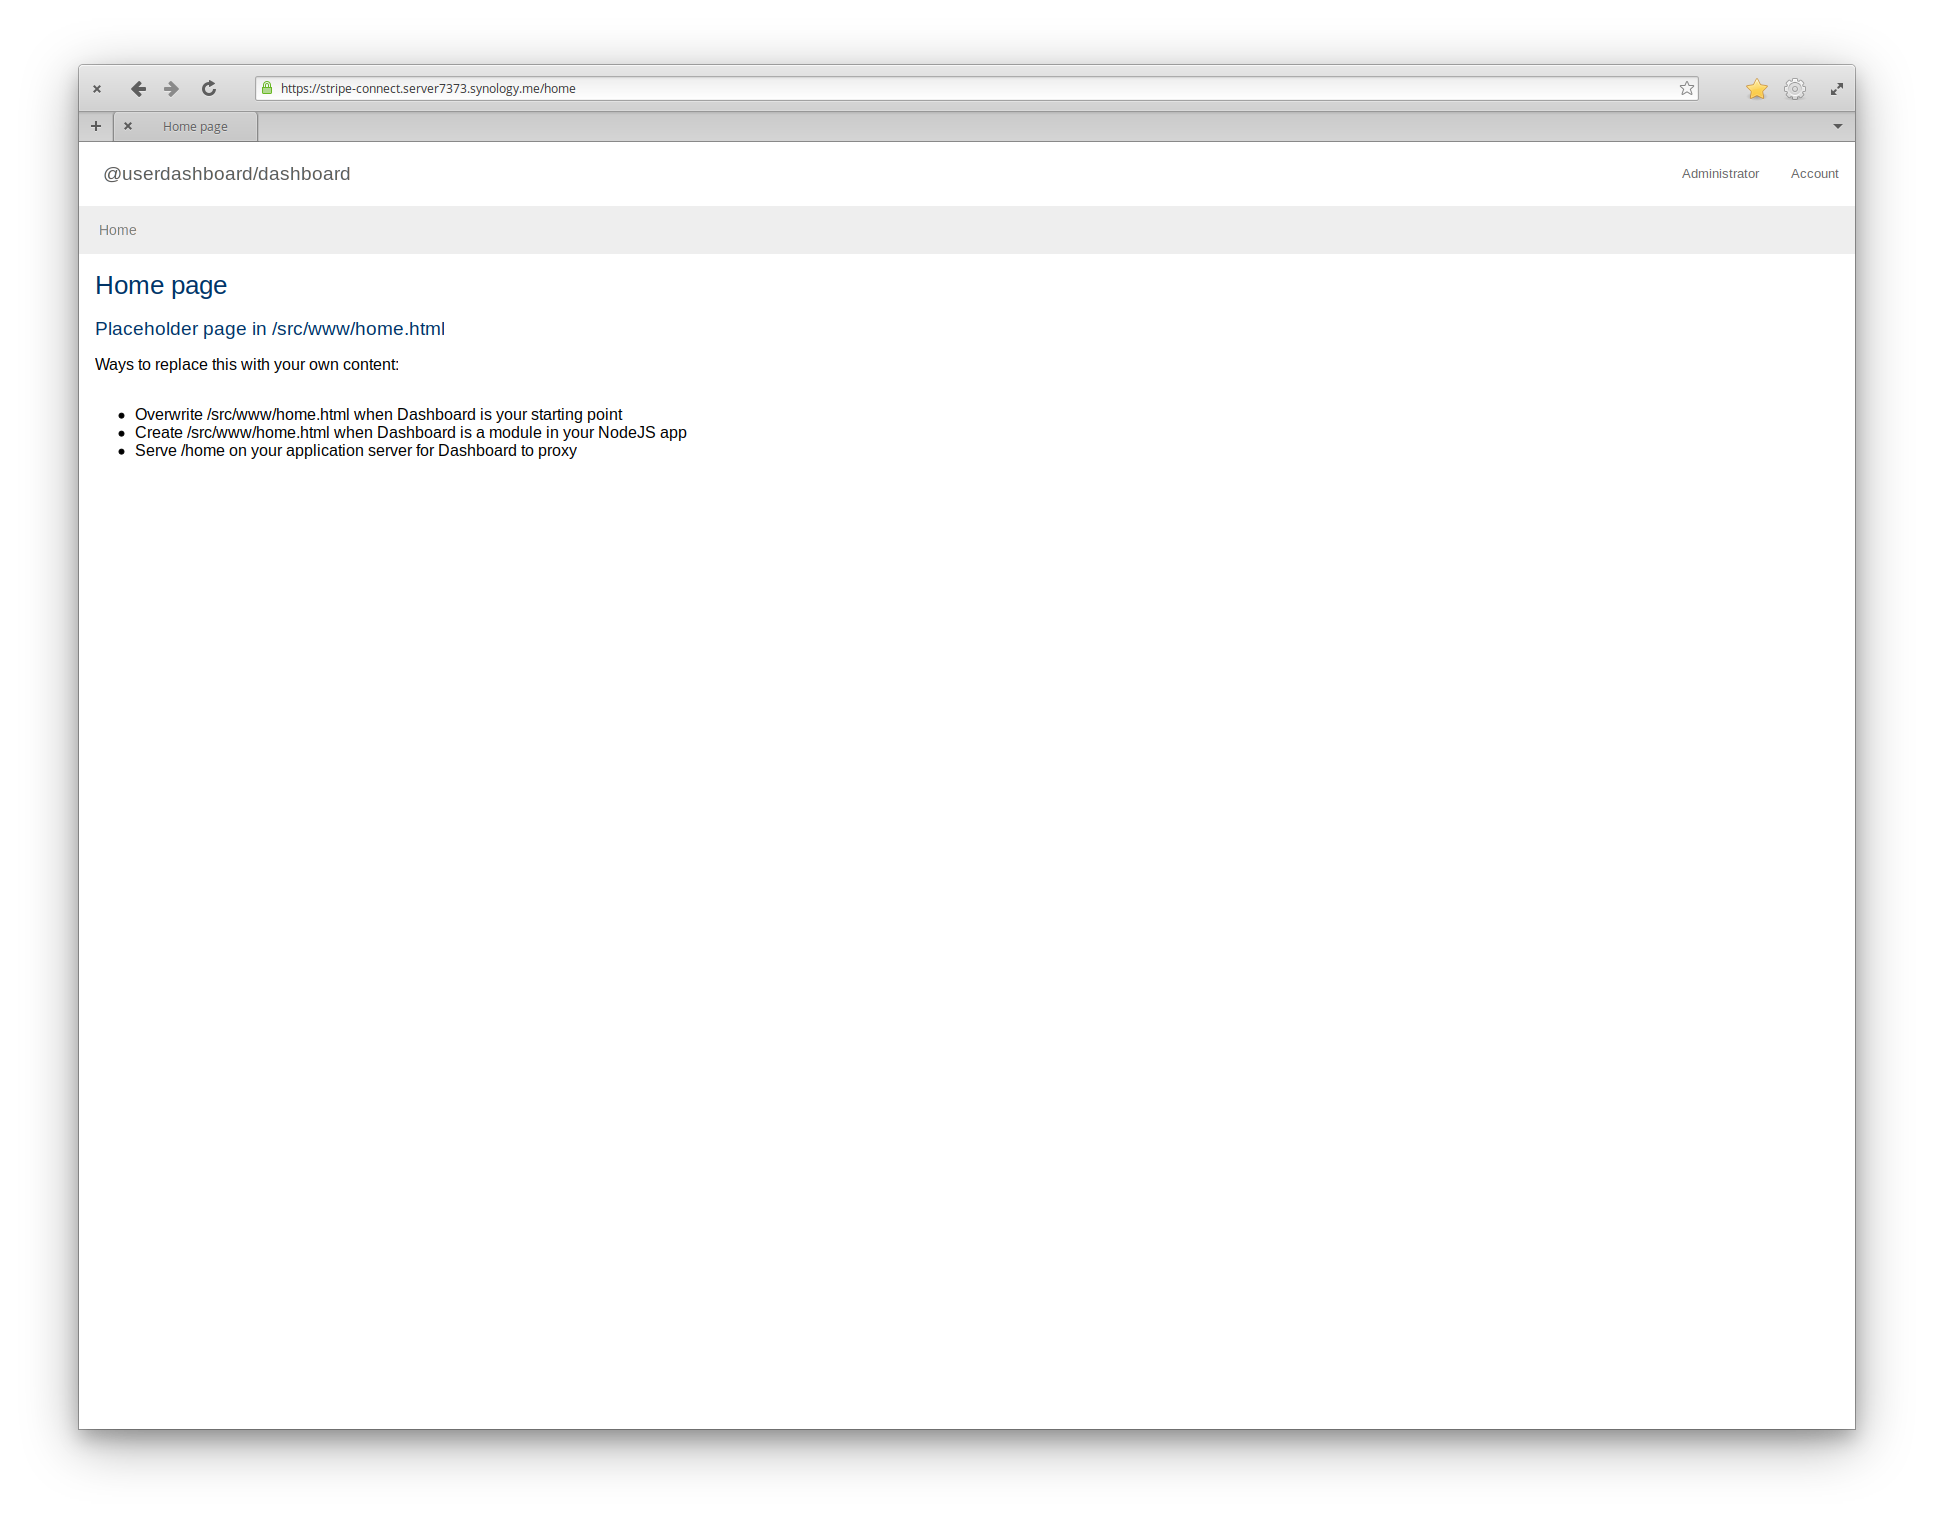 https://stripe-connect.server7373.synology.me/home
Home page
@userdashboard/dashboard
Administrator
Account
Home
Home page
Placeholder page in /src/www/home.html
Ways to replace this with your own content:
Overwrite /src/www/home.html when Dashboard is your starting point
Create /src/www/home.html when Dashboard is a module in your NodeJS app
Serve /home on your application server for Dashboard to proxy